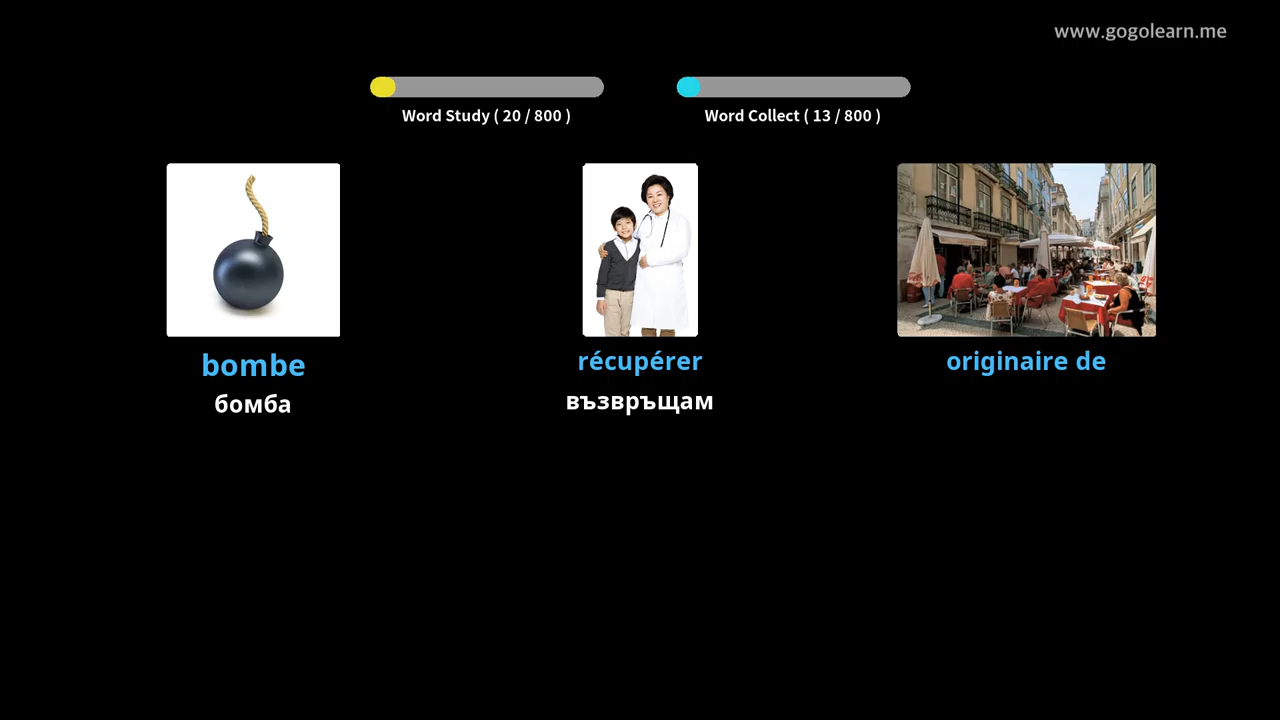 www.gogolearn.me
Word Study ( 20 / 800 )
Word Collect ( 13 / 800 )
bombe
бомба
récupérer
възвръщам
originaire de